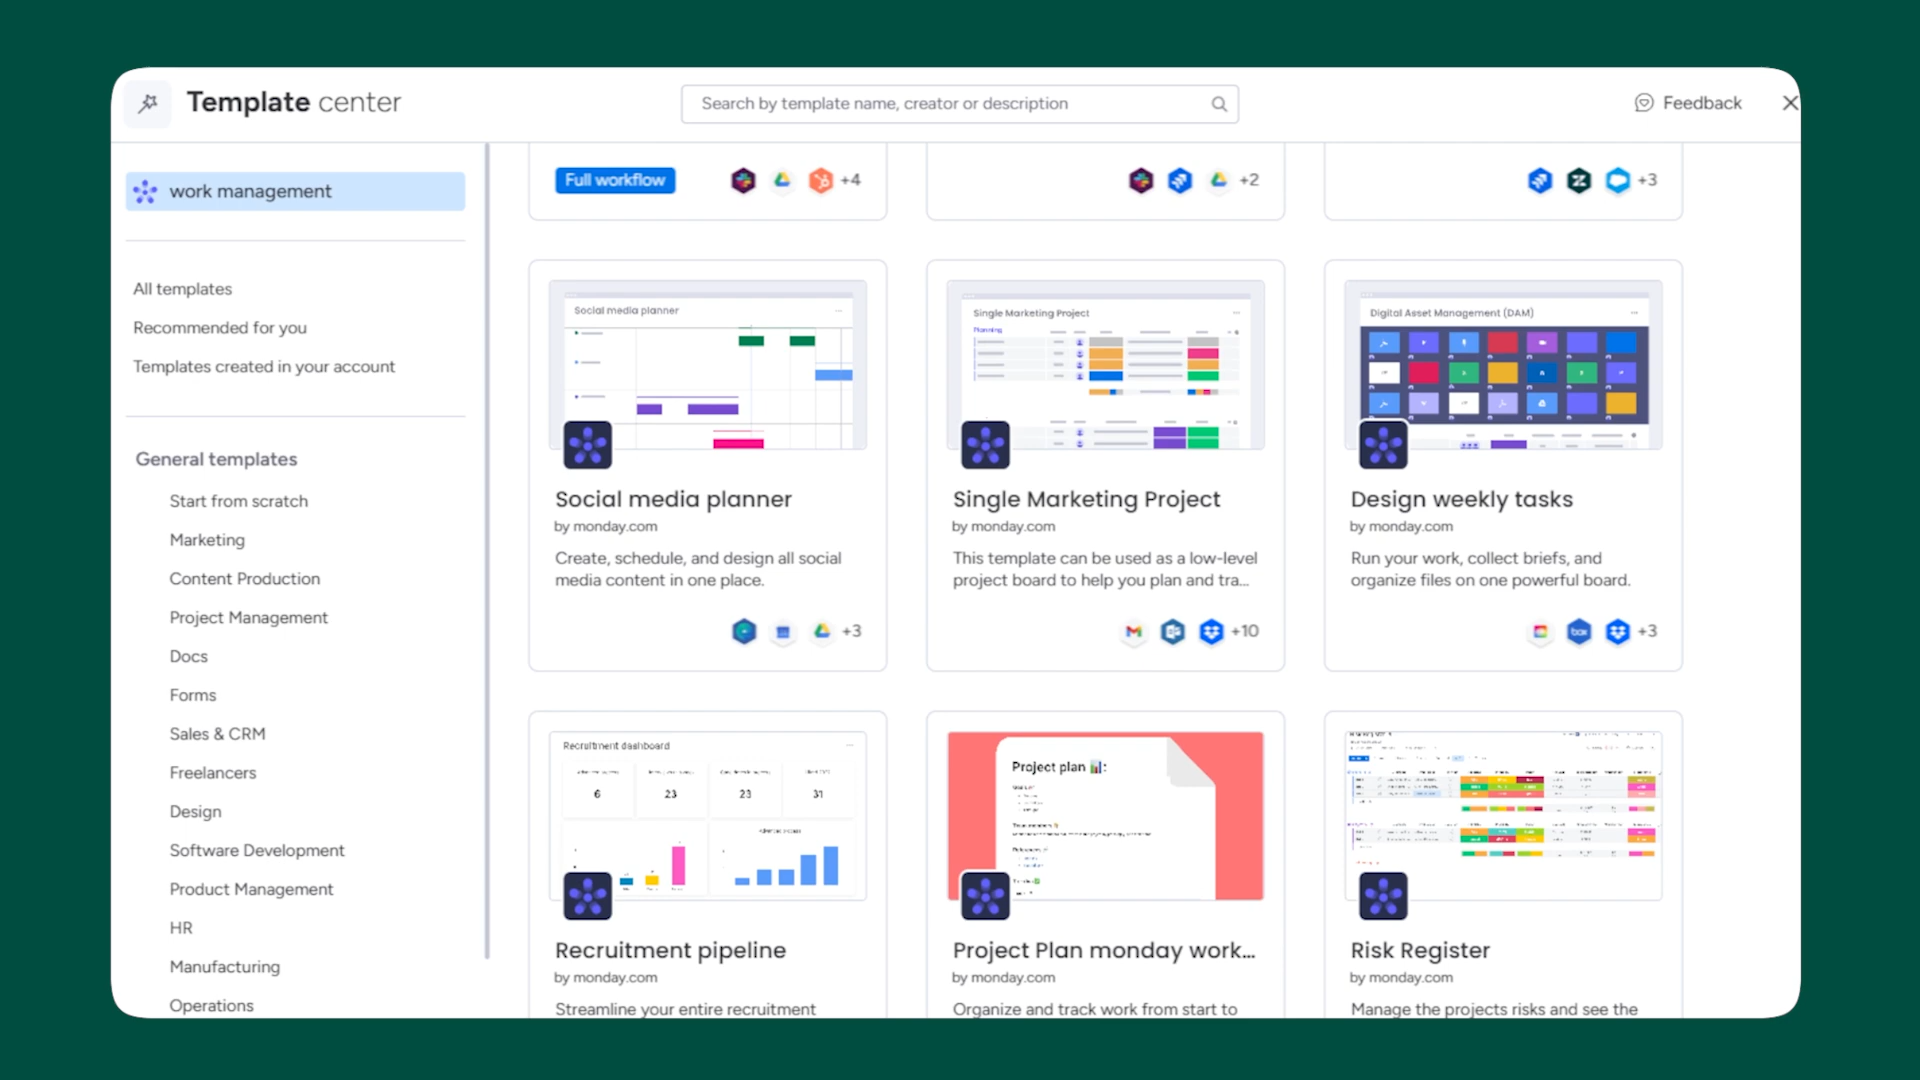 Template center
Search by template name, creator or description
Feedback
work management
All templates
Recommended for you
Templates created in your account
General templates
Start from scratch
Marketing
Content Production
Project Management
Docs
Forms
Sales & CRM
Freelancers
Design
Software Development
Product Management
HR
Manufacturing
Operations
Full workflow
+4
+2
+3
Social media planner
Social media planner
by monday.com
Create, schedule, and design all social
media content in one place.
+3
Single Marketing Project
Planning
Single Marketing Project
by monday.com
This template can be used as a low-level
project board to help you plan and tra...
+10
Digital Asset Management (DAM)
Design weekly tasks
by monday.com
Run your work, collect briefs, and
organize files on one powerful board.
box
+3
Recruitment dashboard
6
23
23
31
Recruitment pipeline
by monday.com
Streamline your entire recruitment
Project plan 📊:
Project Plan monday work...
by monday.com
Organize and track work from start to
Risk Register
by monday.com
Manage the projects risks and see the